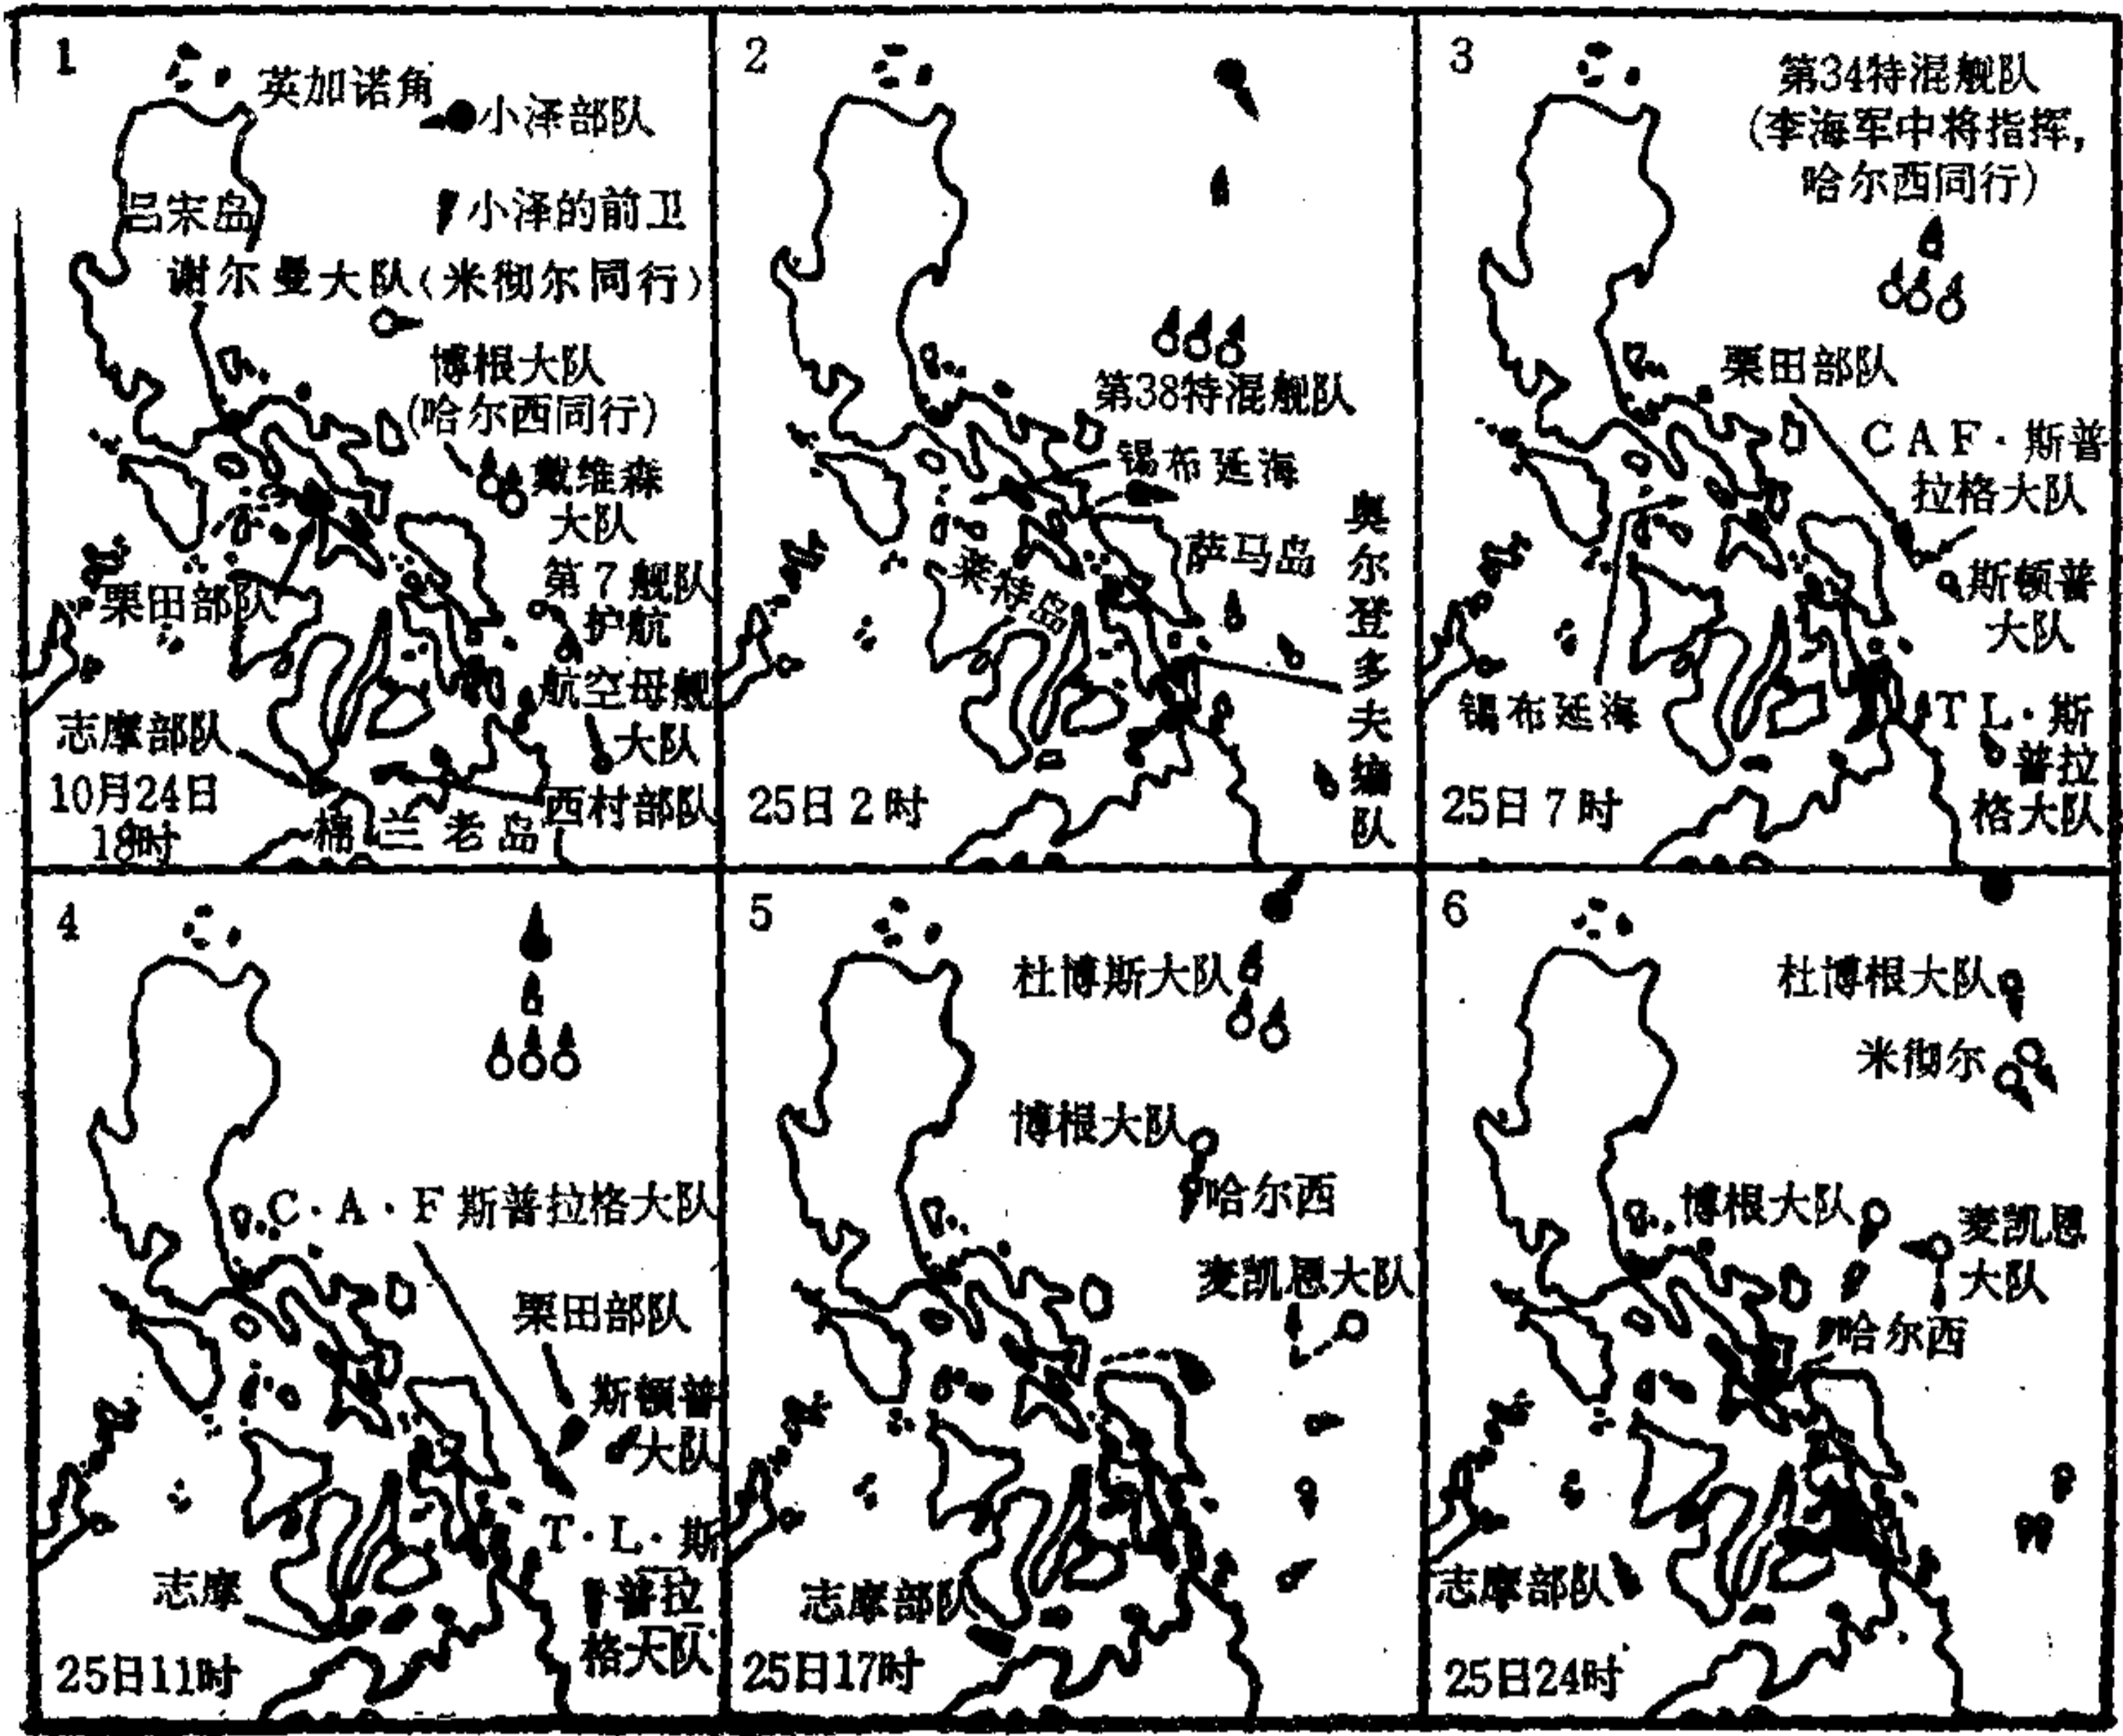 1
英加诺角
小泽部队
吕宋岛
小泽的前卫
谢尔曼大队(米彻尔同行)
博根大队
(哈尔西同行)
戴维森
大队
第7舰队
护航
航空母舰
大队
栗田部队
志摩部队
西村部队
棉兰老岛
10月24日
18时
2
第38特混舰队
锡布延海
萨马岛
莱特岛
奥尔登多夫编队
25日2时
3
第34特混舰队
(李海军中将指挥,
哈尔西同行)
栗田部队
CAF·斯普
拉格大队
斯顿普
大队
锡布延海
TL·斯
普拉
格大队
25日7时
4
C·A·F斯普拉格大队
栗田部队
斯顿普
大队
T·L·斯
普拉
格大队
志摩
25日11时
5
杜博斯大队
博根大队
哈尔西
麦凯恩大队
志摩部队
25日17时
6
杜博根大队
米彻尔
博根大队
麦凯恩
大队
哈尔西
志摩部队
25日24时